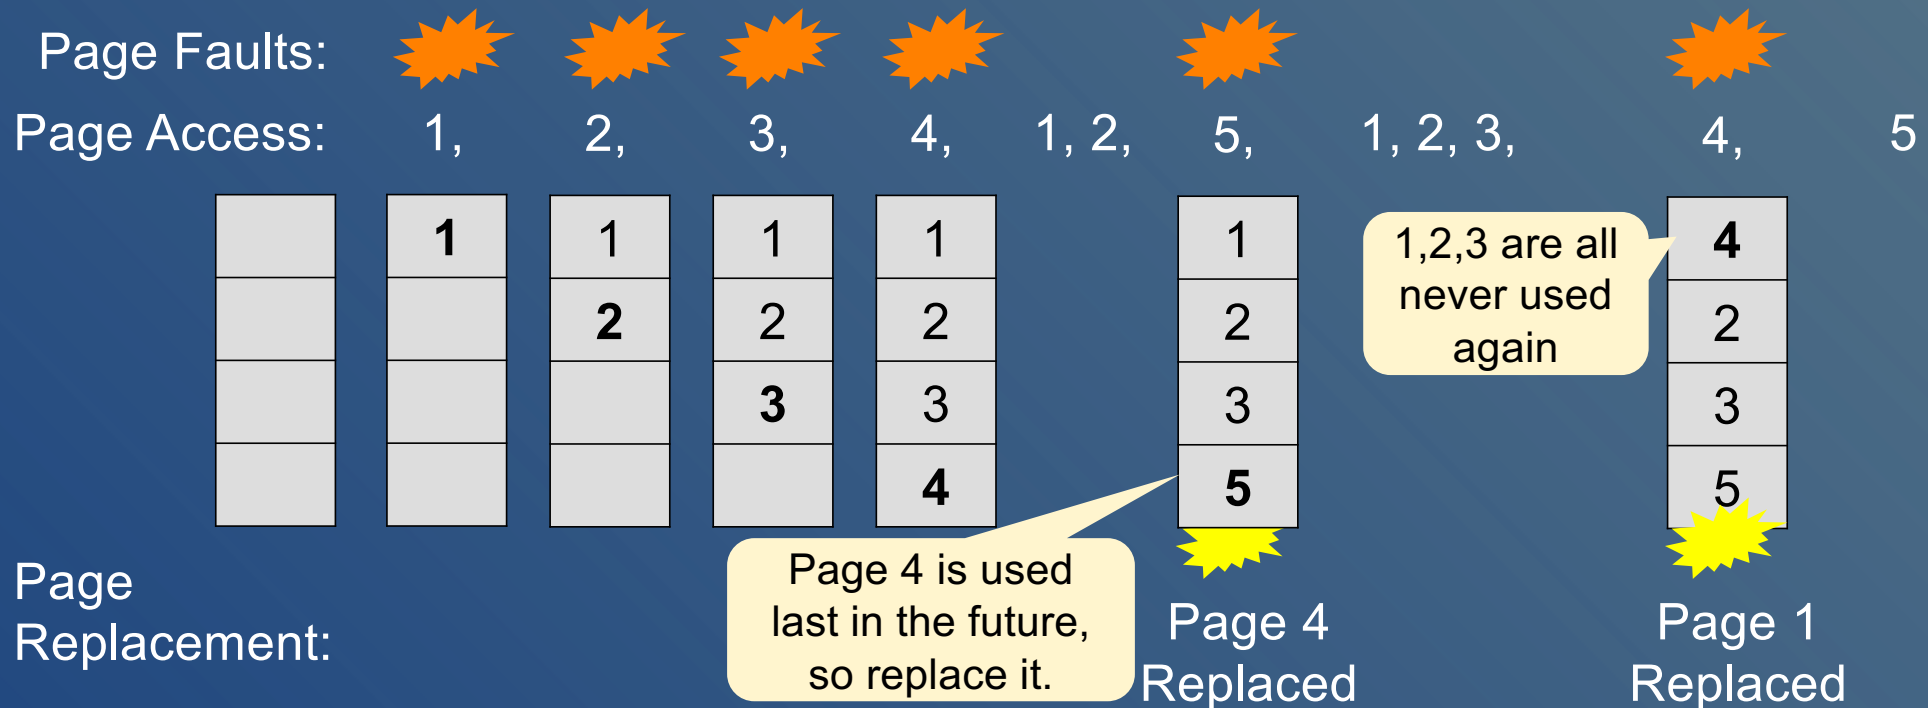 Page Faults:
Page Access: 1, 2, 3, 4, 1, 2, 5, 1, 2, 3, 4, 5
1 1 1 1 1 4
2 2 2 2 2
3 3 3 3
4 5 5
1,2,3 are all
never used
again
Page 4 is used
last in the future,
so replace it.
Page
Replacement:
Page 4
Replaced
Page 1
Replaced